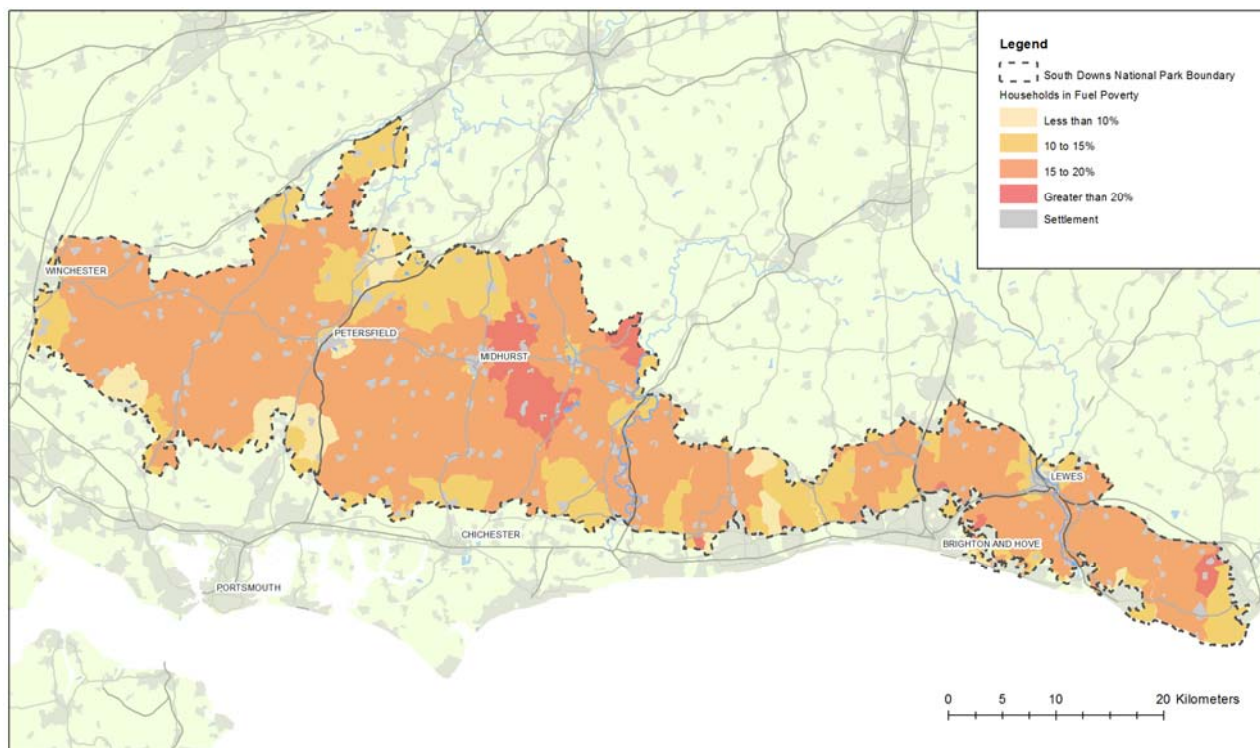 Legend
South Downs National Park Boundary
Households in Fuel Poverty
Less than 10%
10 to 15%
15 to 20%
Greater than 20%
Settlement
WINCHESTER
PETERSFIELD
MIDHURST
LEWES
CHICHESTER
BRIGHTON AND HOVE
PORTSMOUTH
0 5 10 20 Kilometers